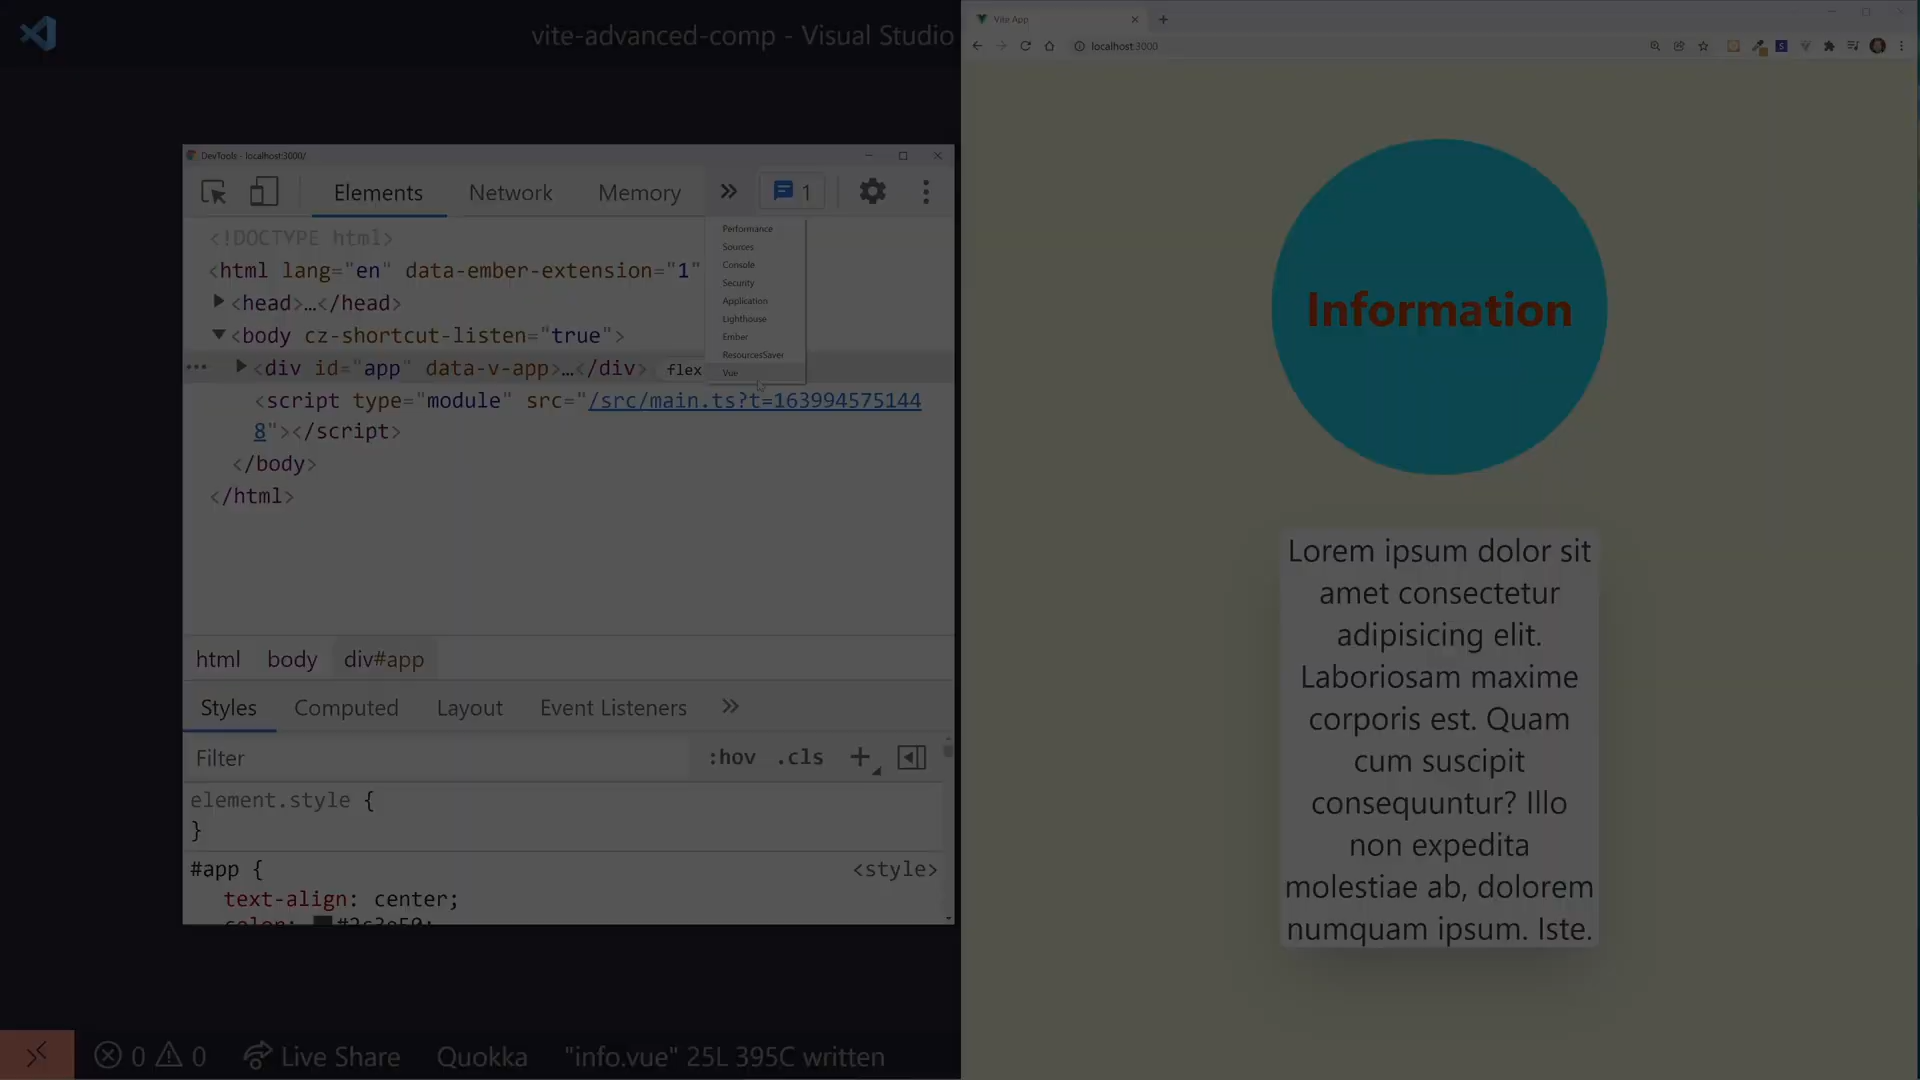 vite-advanced-comp - Visual Studio
DevTools - localhost:3000/
Elements
Network
Memory
1
<!DOCTYPE html>
<html lang="en" data-ember-extension="1"
<head>…</head>
<body cz-shortcut-listen="true">
<div id="app" data-v-app>…</div> flex
<script type="module" src="/src/main.ts?t=163994575144
8"></script>
</body>
</html>
Performance
Sources
Console
Security
Application
Lighthouse
Ember
ResourcesSaver
Vue
html body div#app
Styles Computed Layout Event Listeners
Filter :hov .cls
element.style {
}
#app { <style>
text-align: center;
color: #2c3e50;
"info.vue" 25L 395C written
0 0 Live Share Quokka
Vite App
localhost:3000
Information
Lorem ipsum dolor sit
amet consectetur
adipisicing elit.
Laboriosam maxime
corporis est. Quam
cum suscipit
consequuntur? Illo
non expedita
molestiae ab, dolorem
numquam ipsum. Iste.